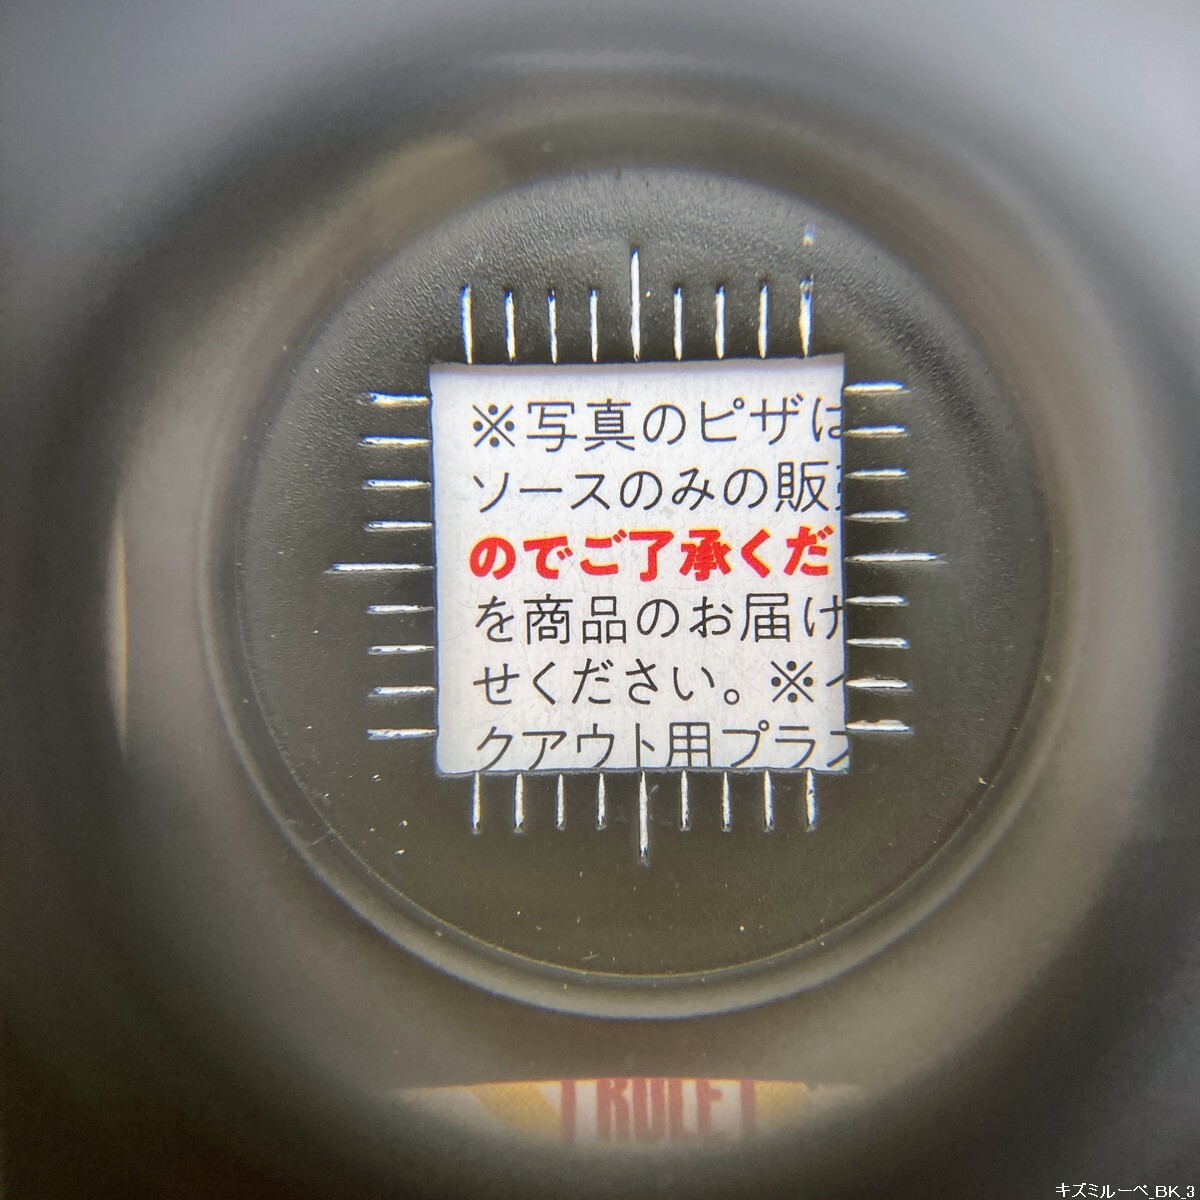 ※写真のピザは
ソースのみの販
のでご了承くだ
を商品のお届け
せください。※
クアウト用プラス
キズミルーペ_BK_3